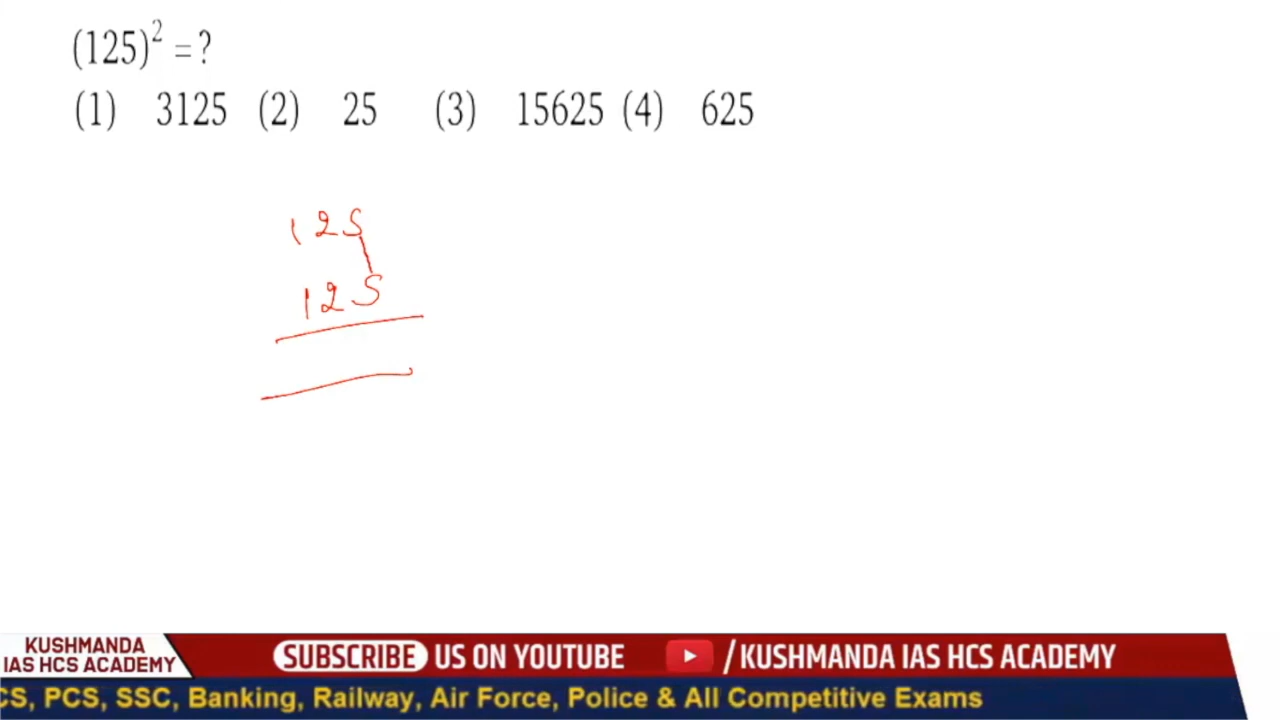 (125)² = ?
(1) 3125 (2) 25 (3) 15625 (4) 625
125
125
KUSHMANDA
IAS HCS ACADEMY
SUBSCRIBE US ON YOUTUBE /KUSHMANDA IAS HCS ACADEMY
CS, PCS, SSC, Banking, Railway, Air Force, Police & All Competitive Exams